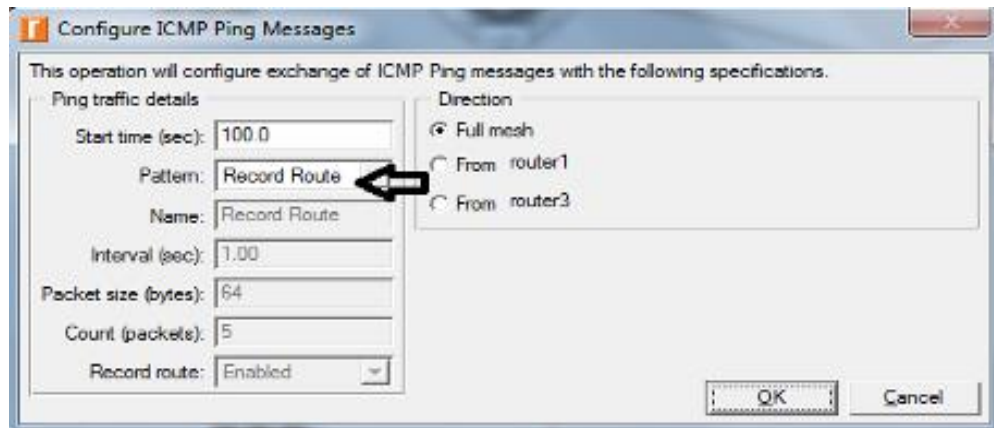 Configure ICMP Ping Messages
This operation will configure exchange of ICMP Ping messages with the following specifications.
Ping traffic details
Start time (sec): 100.0
Pattern: Record Route
Name: Record Route
Interval (sec): 1.00
Packet size (bytes): 64
Count (packets): 5
Record route: Enabled
Direction
Full mesh
From router1
From router3
OK Cancel